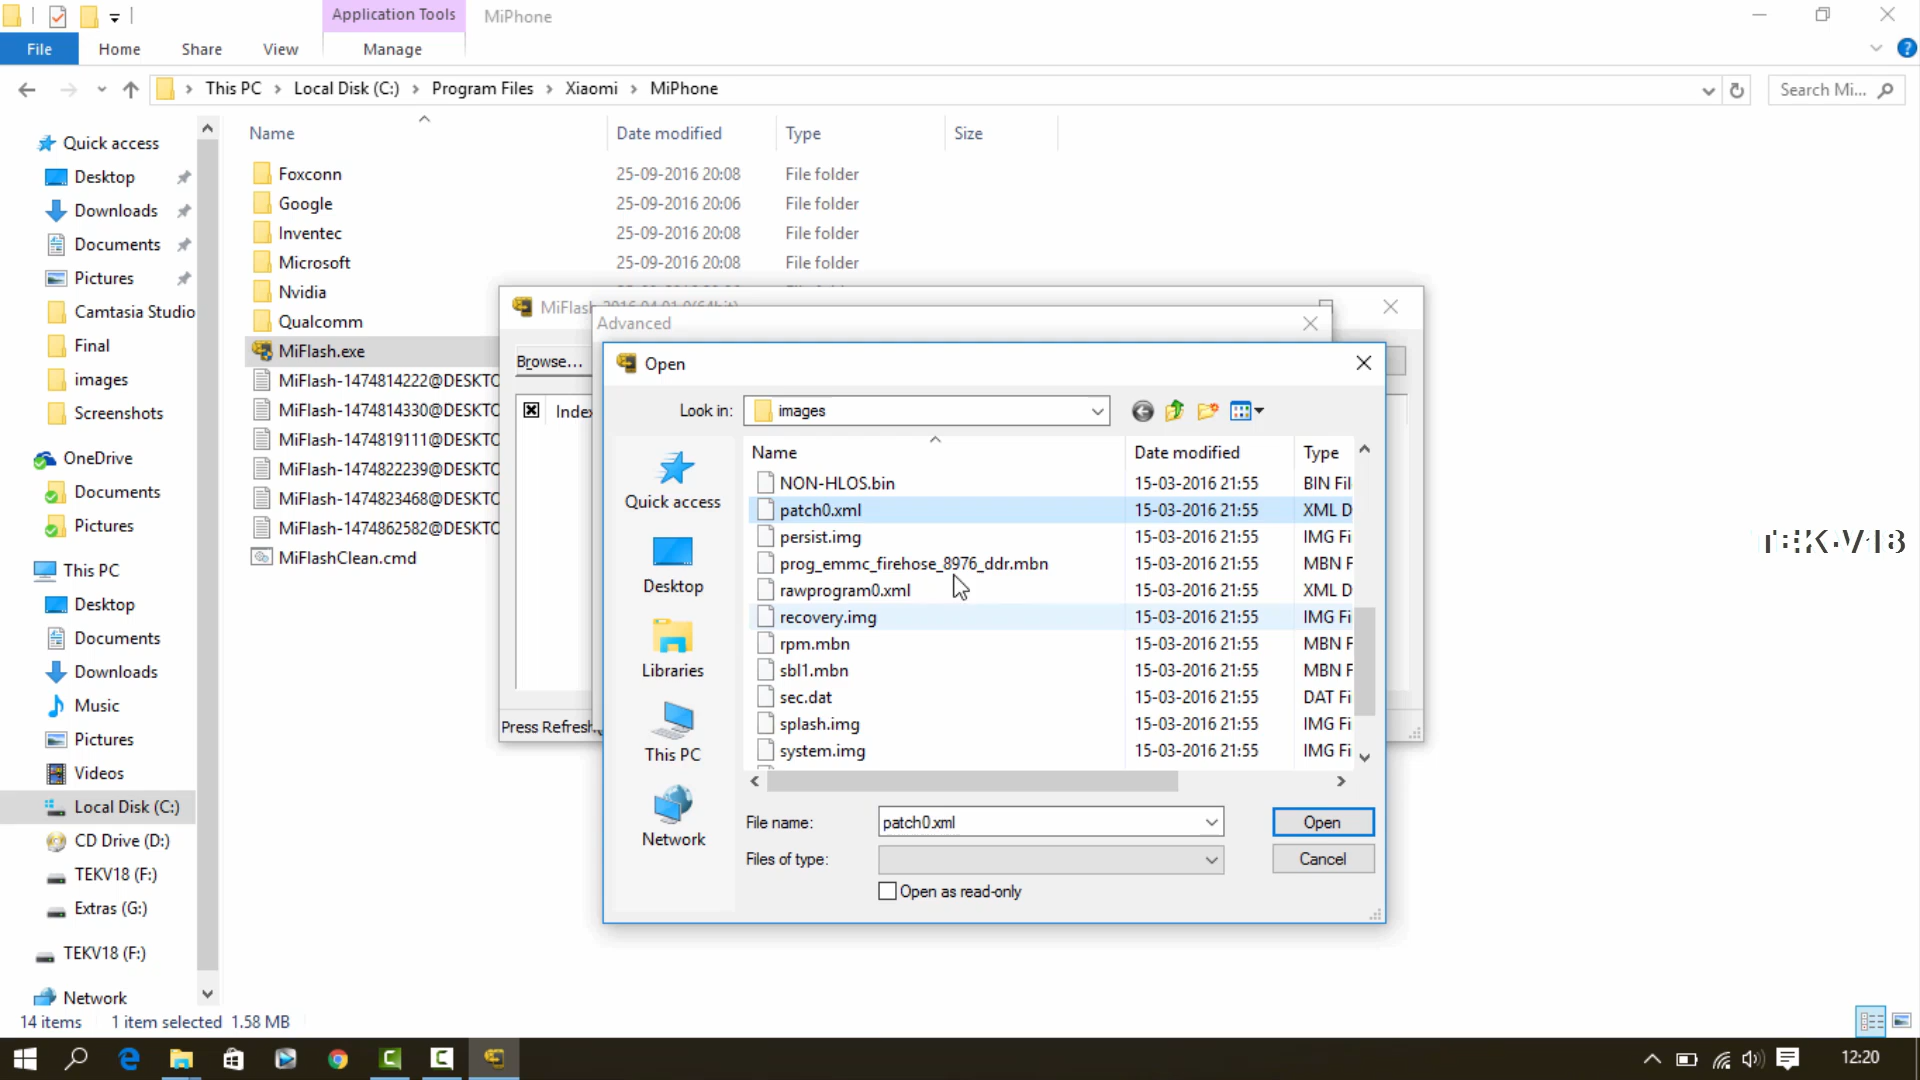 Application Tools
MiPhone
File
Home
Share
View
Manage
This PC
Local Disk (C:)
Program Files
Xiaomi
MiPhone
Search Mi...
Quick access
Desktop
Downloads
Documents
Pictures
Camtasia Studio
Final
images
Screenshots
OneDrive
Documents
Pictures
This PC
Desktop
Documents
Downloads
Music
Pictures
Videos
Local Disk (C:)
CD Drive (D:)
TEKV18 (F:)
Extras (G:)
TEKV18 (F:)
Network
Name Date modified Type Size
Foxconn 25-09-2016 20:08 File folder
Google 25-09-2016 20:06 File folder
Inventec 25-09-2016 20:08 File folder
Microsoft 25-09-2016 20:08 File folder
Nvidia
Qualcomm
MiFlash.exe
MiFlash-1474814222@DESKTO
MiFlash-1474814330@DESKTO
MiFlash-1474819111@DESKTO
MiFlash-1474822239@DESKTO
MiFlash-1474823468@DESKTO
MiFlash-1474862582@DESKTO
MiFlashClean.cmd
MiFlash 2016.04.01.0(64bit)
Browse...
Index
Press Refresh
Advanced
Open
Look in: images
Quick access
Desktop
Libraries
This PC
Network
Name Date modified Type
NON-HLOS.bin 15-03-2016 21:55 BIN Fil
patch0.xml 15-03-2016 21:55 XML D
persist.img 15-03-2016 21:55 IMG Fi
prog_emmc_firehose_8976_ddr.mbn 15-03-2016 21:55 MBN F
rawprogram0.xml 15-03-2016 21:55 XML D
recovery.img 15-03-2016 21:55 IMG Fi
rpm.mbn 15-03-2016 21:55 MBN F
sbl1.mbn 15-03-2016 21:55 MBN F
sec.dat 15-03-2016 21:55 DAT Fi
splash.img 15-03-2016 21:55 IMG Fi
system.img 15-03-2016 21:55 IMG Fi
File name: patch0.xml
Open
Files of type:
Cancel
Open as read-only
TEKV18
14 items 1 item selected 1.58 MB
12:20